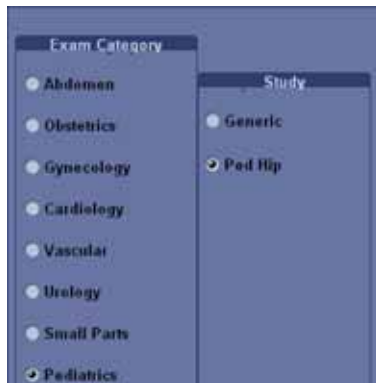 Exam Category
Abdomen
Obstetrics
Gynecology
Cardiology
Vascular
Urology
Small Parts
Pediatrics
Study
Generic
Ped Hip